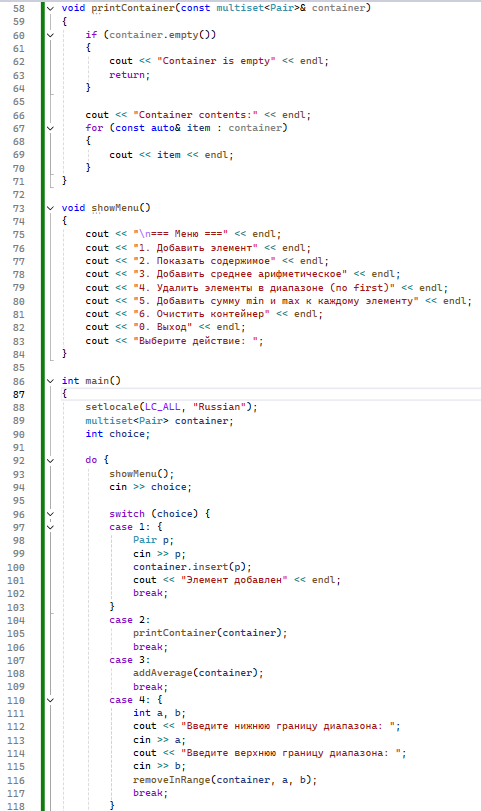 58 void printContainer(const multiset<Pair>& container)
59 {
60 if (container.empty())
61 {
62 cout << "Container is empty" << endl;
63 return;
64 }
65
66 cout << "Container contents:" << endl;
67 for (const auto& item : container)
68 {
69 cout << item << endl;
70 }
71 }
72
73 void showMenu()
74 {
75 cout << "\n=== Меню ===" << endl;
76 cout << "1. Добавить элемент" << endl;
77 cout << "2. Показать содержимое" << endl;
78 cout << "3. Добавить среднее арифметическое" << endl;
79 cout << "4. Удалить элементы в диапазоне (по first)" << endl;
80 cout << "5. Добавить сумму min и max к каждому элементу" << endl;
81 cout << "6. Очистить контейнер" << endl;
82 cout << "0. Выход" << endl;
83 cout << "Выберите действие: ";
84 }
85
86 int main()
87 {
88 setlocale(LC_ALL, "Russian");
89 multiset<Pair> container;
90 int choice;
91
92 do {
93 showMenu();
94 cin >> choice;
95
96 switch (choice) {
97 case 1: {
98 Pair p;
99 cin >> p;
100 container.insert(p);
101 cout << "Элемент добавлен" << endl;
102 break;
103 }
104 case 2:
105 printContainer(container);
106 break;
107 case 3:
108 addAverage(container);
109 break;
110 case 4: {
111 int a, b;
112 cout << "Введите нижнюю границу диапазона: ";
113 cin >> a;
114 cout << "Введите верхнюю границу диапазона: ";
115 cin >> b;
116 removeInRange(container, a, b);
117 break;
118 }